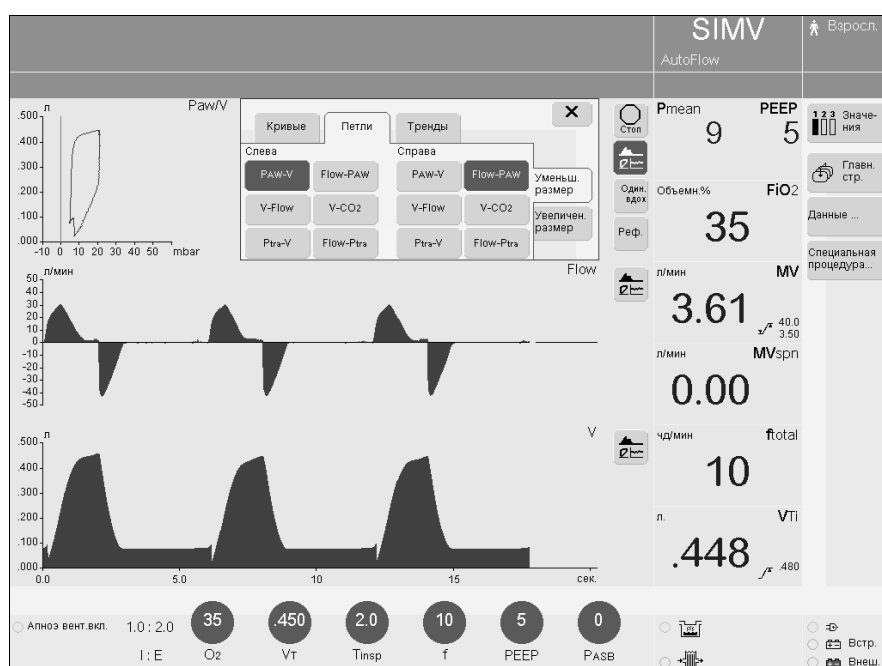 SIMV
AutoFlow
Взросл.
Paw/V
л
.500
.400
.300
.200
.100
.000
-10 0 10 20 30 40 50 mbar
Кривые Петли Тренды
Слева Справа
PAW-V Flow-PAW PAW-V Flow-PAW
Уменьш. размер
V-Flow V-CO2 V-Flow V-CO2
Увеличен. размер
Ptra-V Flow-Ptra Ptra-V Flow-Ptra
Стоп
Один. вдох
Реф.
Pmean PEEP
9 5
Объемн.% FiO2
35
л/мин MV
3.61
40.0
3.50
л/мин MVspn
0.00
чд/мин ftotal
10
л. VTi
.448
.480
1 2 3 Значе-
ния
Главн.
стр.
Данные ...
Специальная
процедура...
л/мин Flow
50
40
30
20
10
0
-10
-20
-30
-40
-50
л V
.500
.400
.300
.200
.100
.000
0.0 5.0 10 15 сек.
Апноэ вент.вкл. 1.0 : 2.0 35 .450 2.0 10 5 0
I : E O2 VT Tinsp f PEEP PASB
Встр.
Внеш.